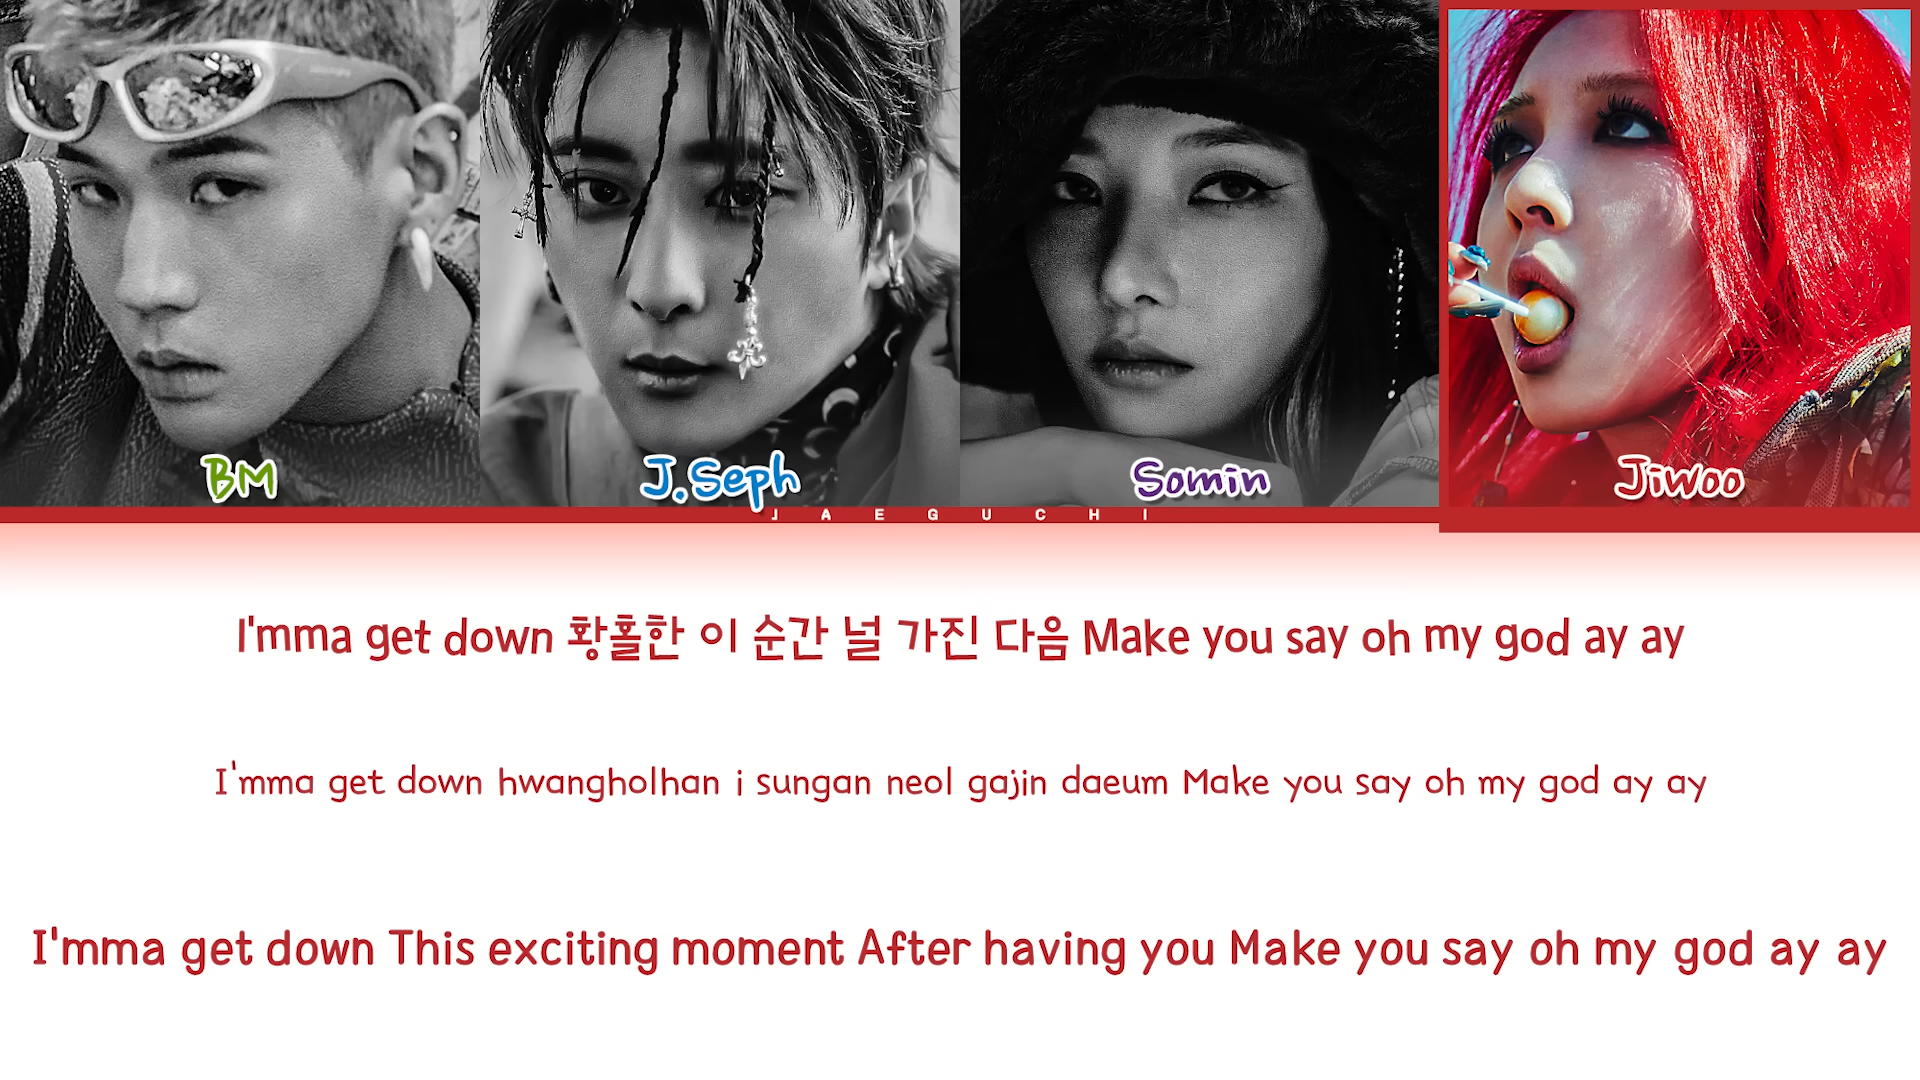 BM
J.Seph
Somin
Jiwoo
JAEGUCHI
I'mma get down 황홀한 이 순간 널 가진 다음 Make you say oh my god ay ay
I'mma get down hwangholhan i sungan neol gajin daeum Make you say oh my god ay ay
I'mma get down This exciting moment After having you Make you say oh my god ay ay